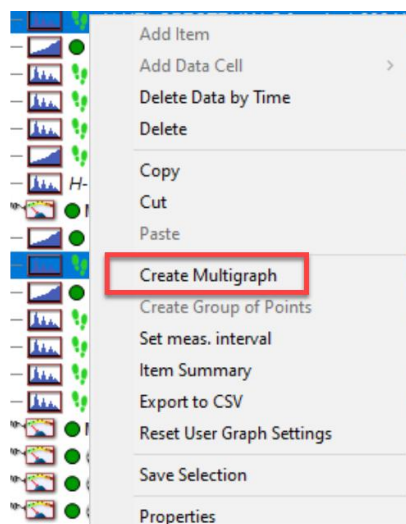 Add Item
Add Data Cell
Delete Data by Time
Delete
Copy
H-
Cut
Paste
Create Multigraph
Create Group of Points
Set meas. interval
Item Summary
Export to CSV
Reset User Graph Settings
Save Selection
Properties